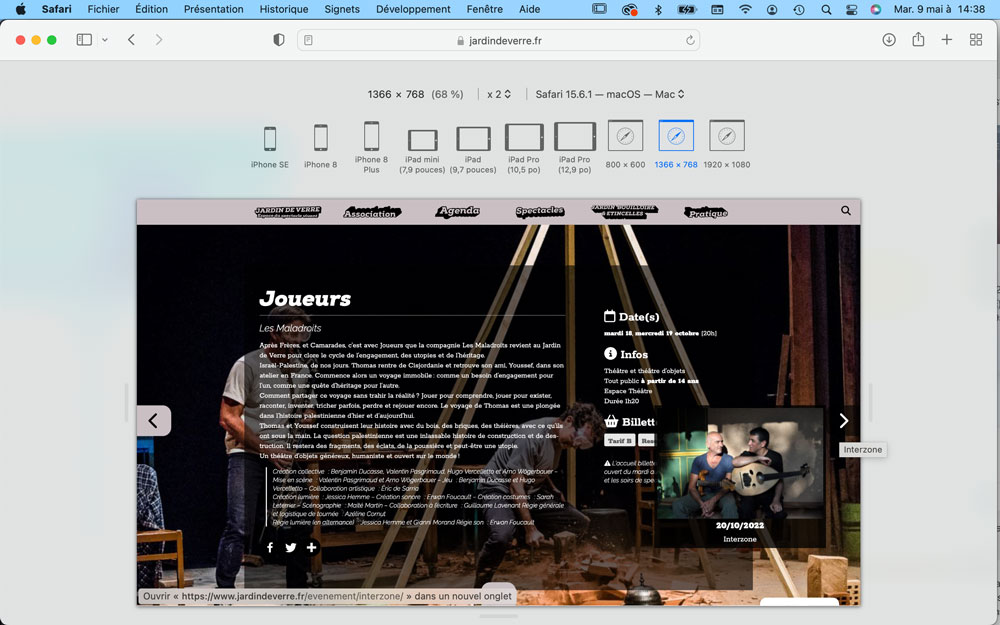 Safari Fichier Édition Présentation Historique Signets Développement Fenêtre Aide Mar. 9 mai à 14:38
jardindeverre.fr
1366 × 768 (68 %) x 2 Safari 15.6.1 — macOS — Mac
iPhone SE iPhone 8 iPhone 8 Plus iPad mini (7,9 pouces) iPad (9,7 pouces) iPad Pro (10,5 po) iPad Pro (12,9 po) 800 × 600 1366 × 768 1920 × 1080
JARDIN DE VERRE
Espace du spectacle vivant
Association
Agenda
Spectacles
JARDIN BOUILLOIRE
& ETINCELLES
Pratique
Joueurs
Les Maladroits
Après Frères, et Camarades, c'est avec Joueurs que la compagnie Les Maladroits revient au Jardin
de Verre pour clore le cycle de l'engagement, des utopies et de l'héritage.
Israël-Palestine, de nos jours. Thomas rentre de Cisjordanie et retrouve son ami, Youssef, dans son
atelier en France. Commence alors un voyage immobile : comme un besoin d'engagement pour
l'un, comme une quête d'héritage pour l'autre.
Comment partager ce voyage sans trahir la réalité ? Jouer pour comprendre, jouer pour exister,
raconter, inventer, tricher parfois, perdre et rejouer encore. Le voyage de Thomas est une plongée
dans l'histoire palestinienne d'hier et d'aujourd'hui.
Thomas et Youssef construisent leur histoire avec du bois, des briques, des théières, avec ce qu'ils
ont sous la main. La question palestinienne est une inlassable histoire de construction et de des-
truction. Il restera des fragments, des éclats, de la poussière et peut-être une utopie.
Un théâtre d'objets généreux, humaniste et ouvert sur le monde !
Création collective : Benjamin Ducasse, Valentin Pasgrimaud, Hugo Vercelletto et Arno Wögerbauer –
Mise en scène : Valentin Pasgrimaud et Arno Wögerbauer – Jeu : Benjamin Ducasse et Hugo
Vercelletto – Collaboration artistique : Éric de Sarria
Création lumière : Jessica Hemme – Création sonore : Erwan Foucault – Création costumes : Sarah
Leterrier – Scénographie : Maité Martin – Collaboration à l'écriture : Guillaume Lavenant Régie générale
et logistique de tournée : Azéline Cornut
Régie lumière (en alternance) : Jessica Hemme et Gianni Morand Régie son : Erwan Foucault
Date(s)
mardi 18, mercredi 19 octobre [20h]
Infos
Théâtre et théâtre d'objets
Tout public à partir de 14 ans
Espace Théâtre
Durée 1h20
Billett
Tarif B Rese
L'accueil billette
ouvert du mardi a
et les soirs de spe
20/10/2022
Interzone
Interzone
Ouvrir « https://www.jardindeverre.fr/evenement/interzone/ » dans un nouvel onglet